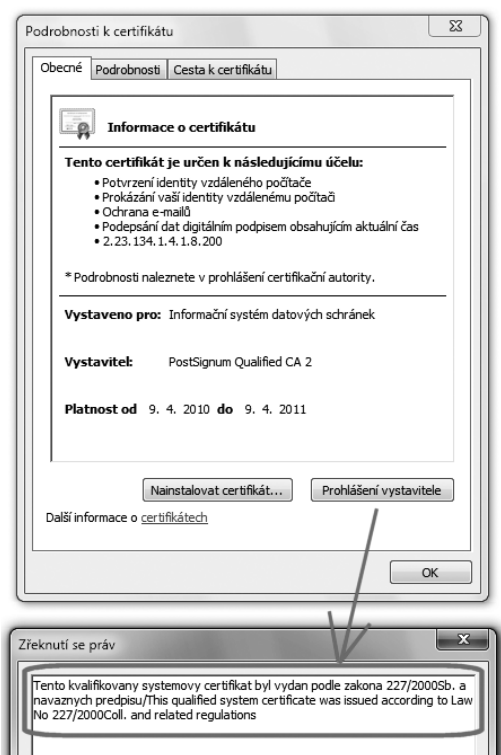 Podrobnosti k certifikátu
Obecné Podrobnosti Cesta k certifikátu
Informace o certifikátu
Tento certifikát je určen k následujícímu účelu:
• Potvrzení identity vzdáleného počítače
• Prokázání vaší identity vzdálenému počítači
• Ochrana e-mailů
• Podepsání dat digitálním podpisem obsahujícím aktuální čas
• 2.23.134.1.4.1.8.200
* Podrobnosti naleznete v prohlášení certifikační autority.
Vystaveno pro: Informační systém datových schránek
Vystavitel: PostSignum Qualified CA 2
Platnost od 9. 4. 2010 do 9. 4. 2011
Nainstalovat certifikát... Prohlášení vystavitele
Další informace o certifikátech
OK
Zřeknutí se práv
Tento kvalifikovany systemovy certifikat byl vydan podle zakona 227/2000Sb. a
navaznych predpisu/This qualified system certificate was issued according to Law
No 227/2000Coll. and related regulations